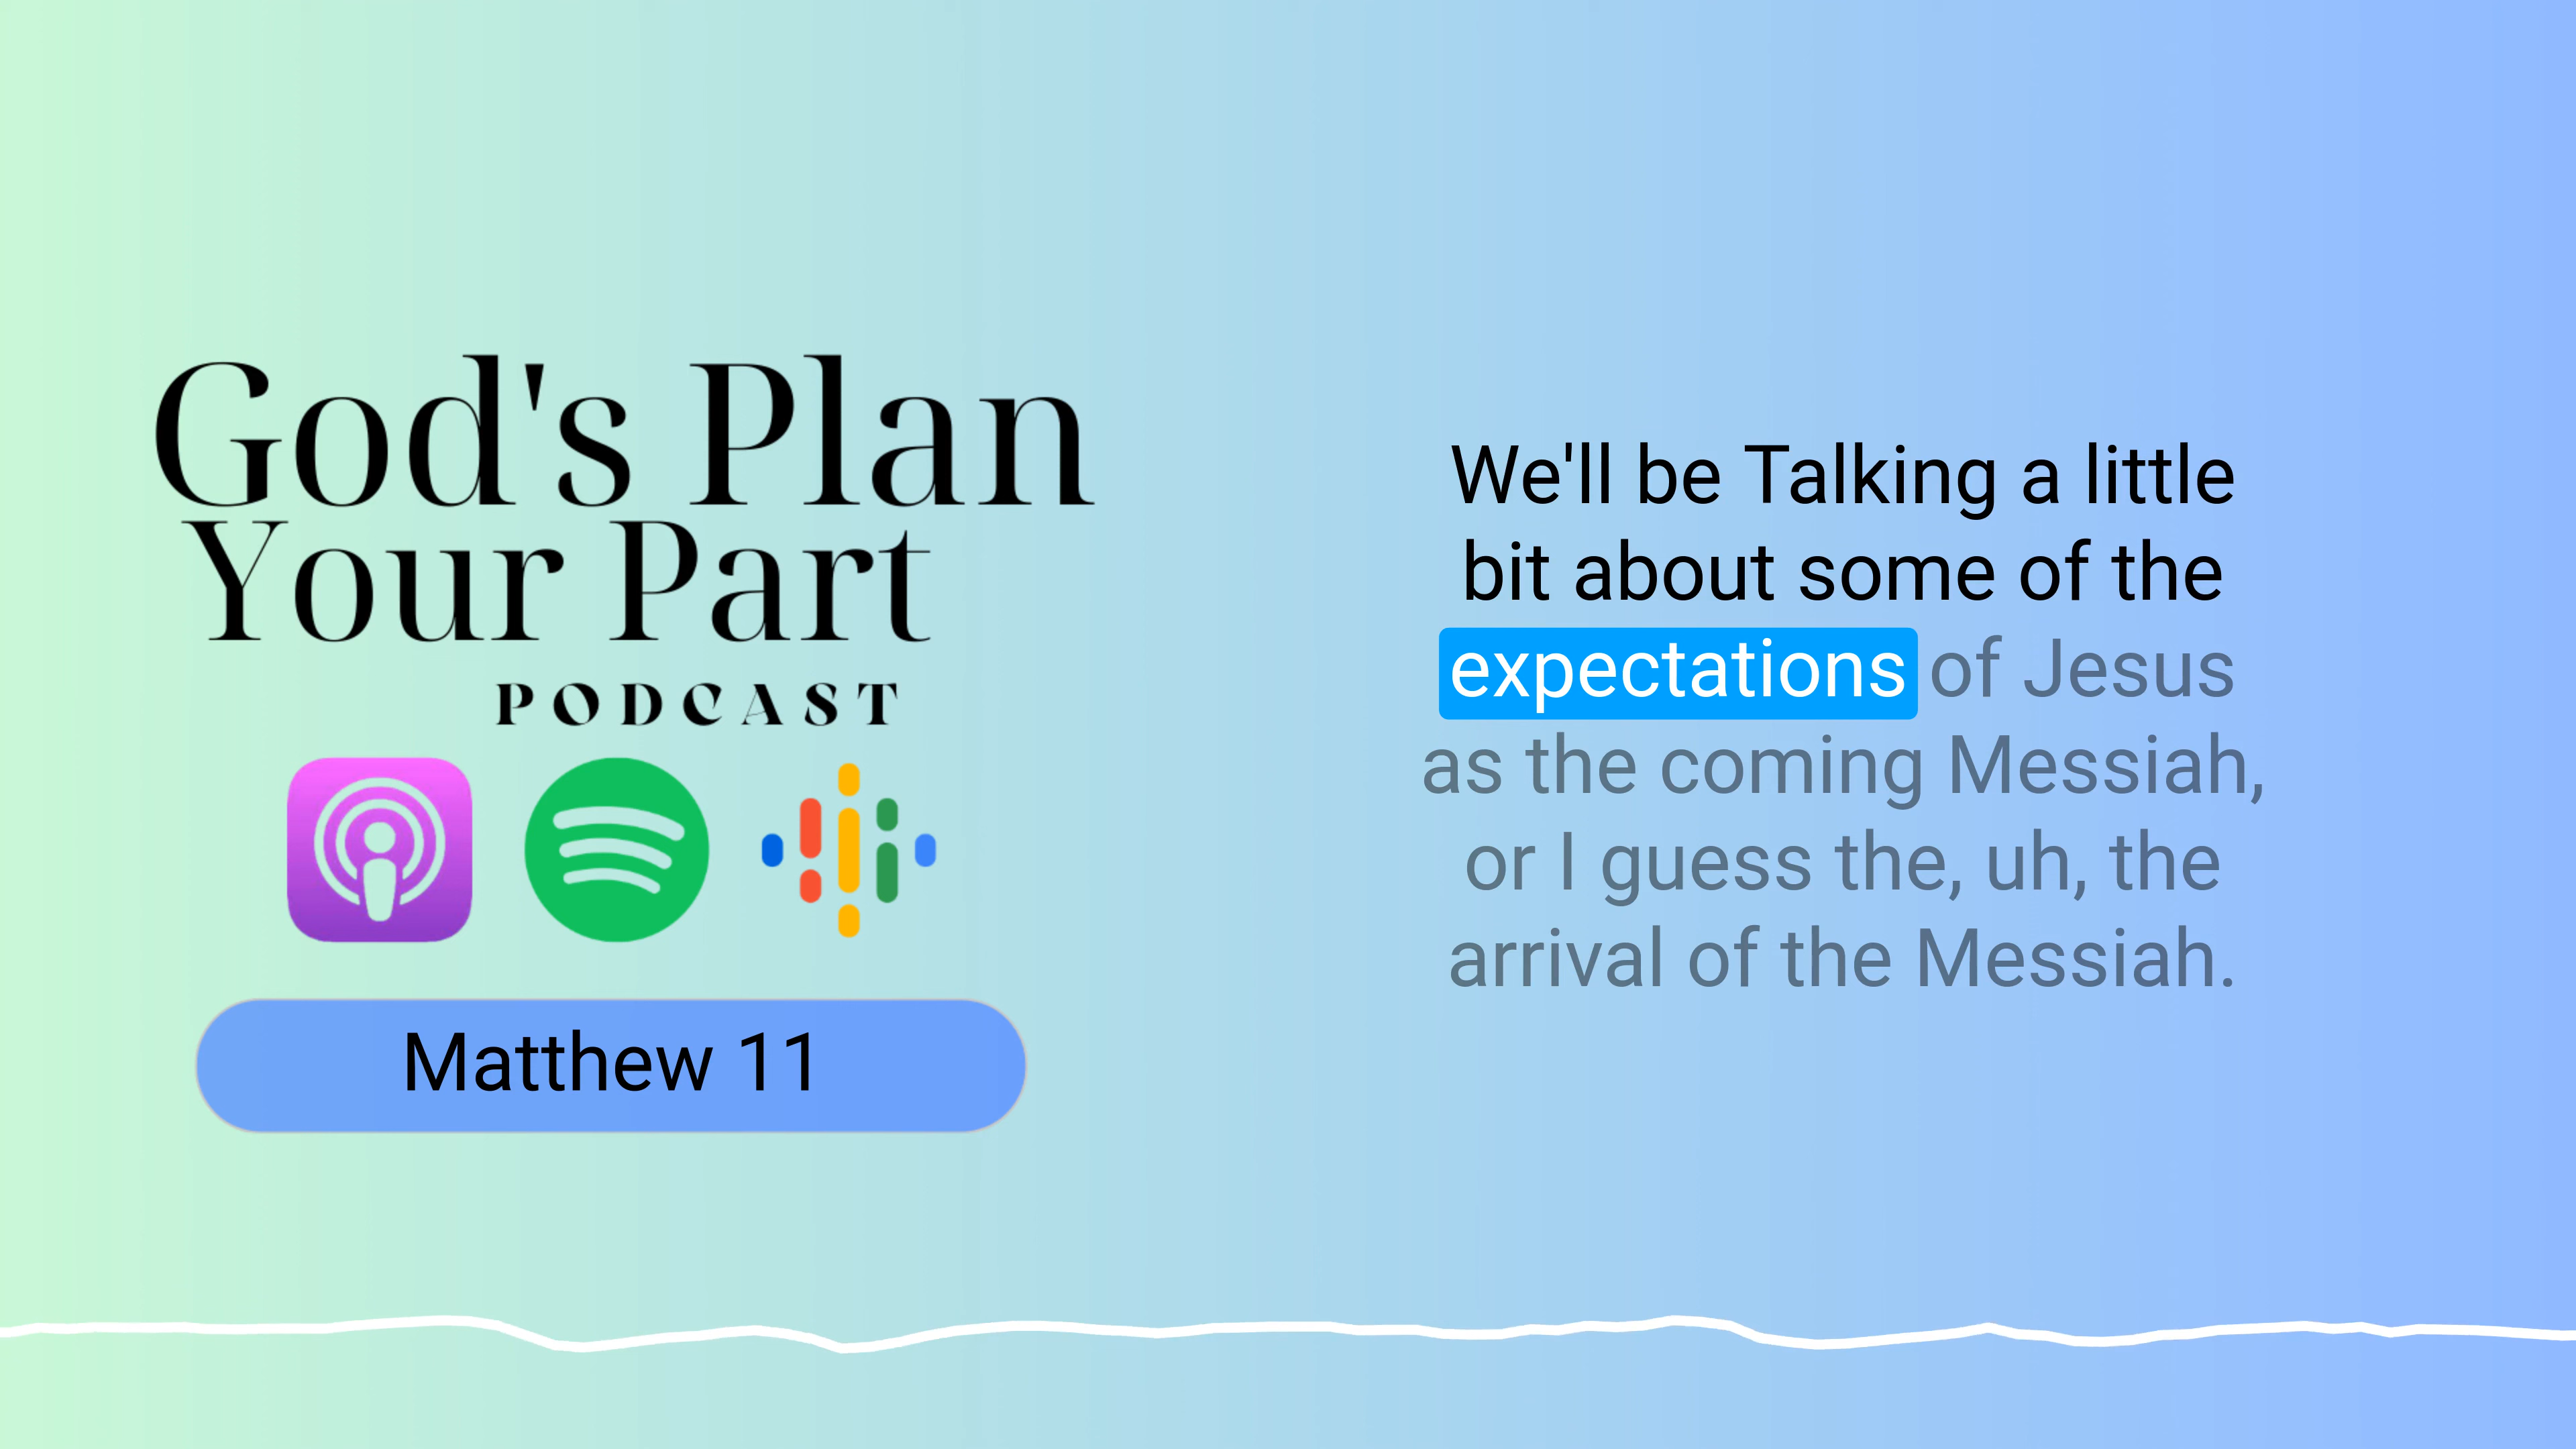 God's Plan
Your Part
PODCAST
Matthew 11
We'll be Talking a little
bit about some of the
expectations of Jesus
as the coming Messiah,
or I guess the, uh, the
arrival of the Messiah.